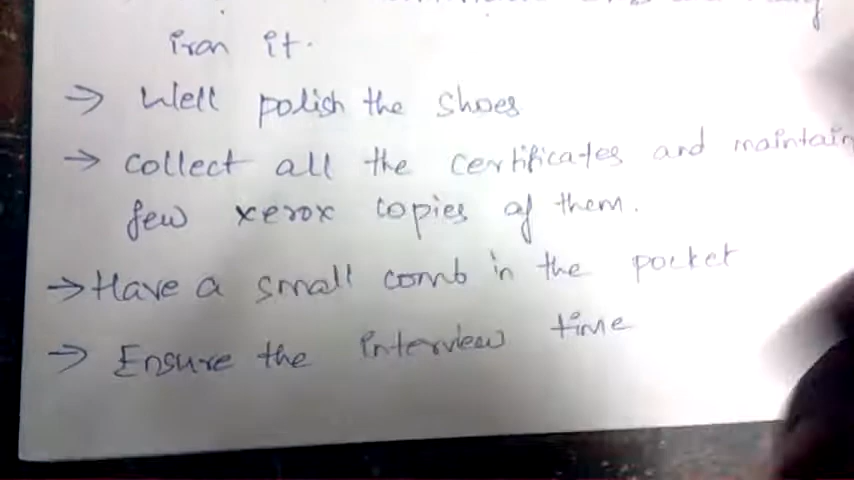 iron it.
→ Well polish the shoes
→ collect all the certificates and maintain
few xerox copies of them.
→ Have a small comb in the pocket
→ Ensure the interview time